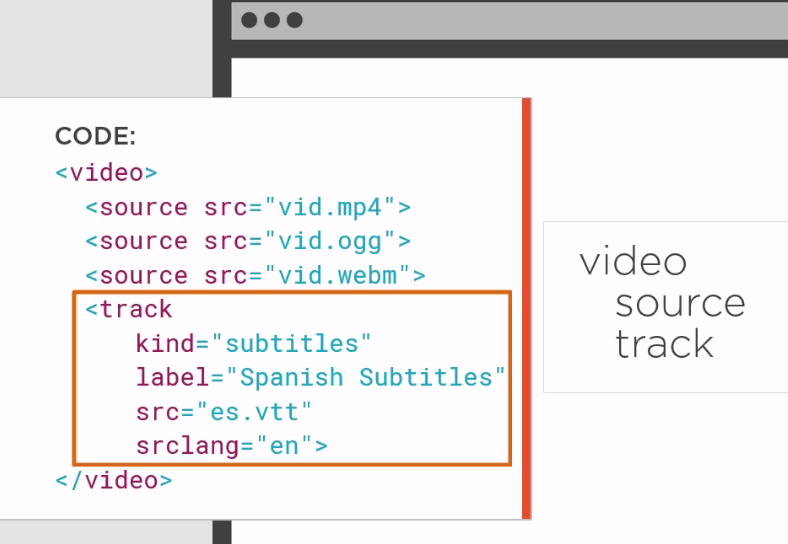 CODE:
<video>
<source src="vid.mp4">
<source src="vid.ogg">
<source src="vid.webm">
<track
kind="subtitles"
label="Spanish Subtitles"
src="es.vtt"
srclang="en">
</video>
video
source
track